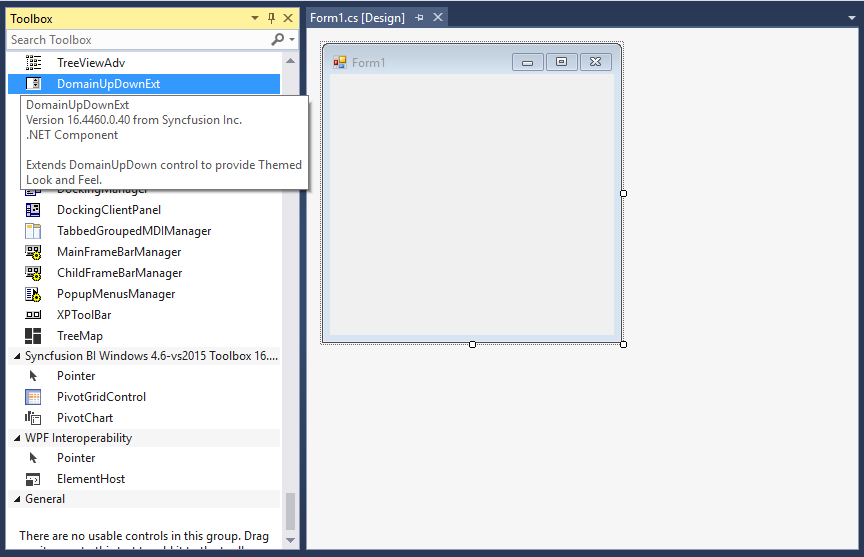 Toolbox
Search Toolbox
TreeViewAdv
DomainUpDownExt
DomainUpDownExt
Version 16.4460.0.40 from Syncfusion Inc.
.NET Component
Extends DomainUpDown control to provide Themed
Look and Feel.
DockingManager
DockingClientPanel
TabbedGroupedMDIManager
MainFrameBarManager
ChildFrameBarManager
PopupMenusManager
XPToolBar
TreeMap
Syncfusion BI Windows 4.6-vs2015 Toolbox 16....
Pointer
PivotGridControl
PivotChart
WPF Interoperability
Pointer
ElementHost
General
There are no usable controls in this group. Drag
Form1.cs [Design]
Form1